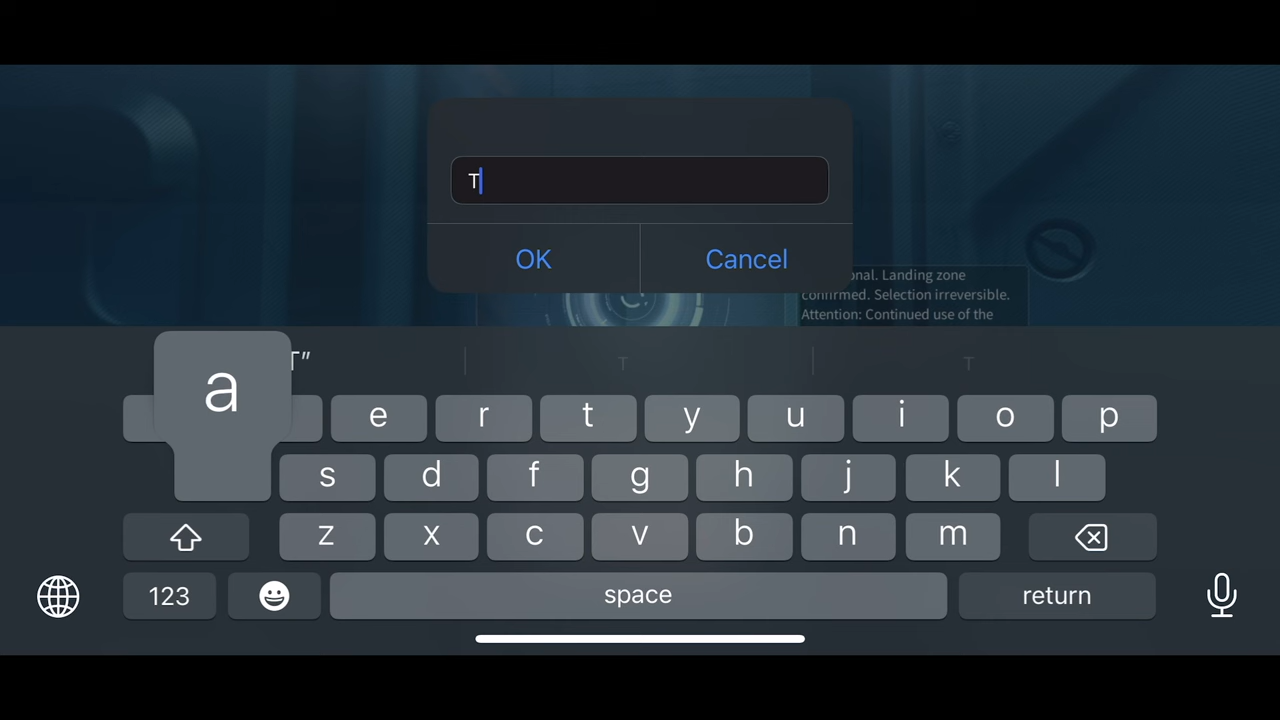 T
OK Cancel
onal. Landing zone
confirmed. Selection irreversible.
Attention: Continued use of the
T” T T
a
e r t y u i o p
s d f g h j k l
z x c v b n m
123 space return